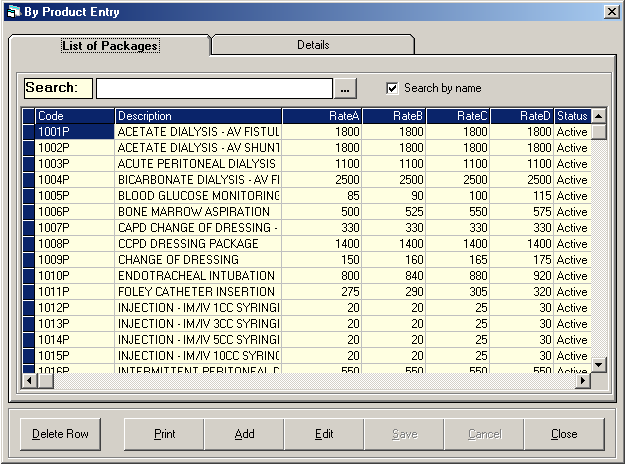 By Product Entry
List of Packages Details
Search: ... Search by name
Code Description RateA RateB RateC RateD Status
1001P ACETATE DIALYSIS - AV FISTUL 1800 1800 1800 1800 Active
1002P ACETATE DIALYSIS - AV SHUNT 1800 1800 1800 1800 Active
1003P ACUTE PERITONEAL DIALYSIS 1100 1100 1100 1100 Active
1004P BICARBONATE DIALYSIS - AV FI 2500 2500 2500 2500 Active
1005P BLOOD GLUCOSE MONITORING 85 90 100 115 Active
1006P BONE MARROW ASPIRATION 500 525 550 575 Active
1007P CAPD CHANGE OF DRESSING - 330 330 330 330 Active
1008P CCPD DRESSING PACKAGE 1400 1400 1400 1400 Active
1009P CHANGE OF DRESSING 150 160 165 175 Active
1010P ENDOTRACHEAL INTUBATION 800 840 880 920 Active
1011P FOLEY CATHETER INSERTION 275 290 305 320 Active
1012P INJECTION - IM/IV 1CC SYRINGI 20 20 25 30 Active
1013P INJECTION - IM/IV 3CC SYRINGI 20 20 25 30 Active
1014P INJECTION - IM/IV 5CC SYRINGI 20 20 25 30 Active
1015P INJECTION - IM/IV 10CC SYRING 20 20 25 30 Active
1016P INTERMITTENT PERITONEAL D 550 550 550 550 Active
Delete Row Print Add Edit Save Cancel Close